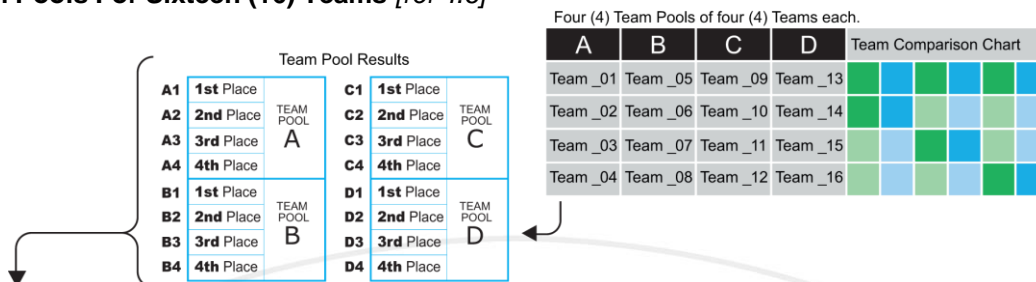 Pools For Sixteen (16) Teams
Four (4) Team Pools of four (4) Teams each.
A B C D Team Comparison Chart
Team _01 Team _05 Team _09 Team _13
Team _02 Team _06 Team _10 Team _14
Team _03 Team _07 Team _11 Team _15
Team _04 Team _08 Team _12 Team _16
Team Pool Results
A1 1st Place
A2 2nd Place
A3 3rd Place
A4 4th Place
TEAM
POOL
A
B1 1st Place
B2 2nd Place
B3 3rd Place
B4 4th Place
TEAM
POOL
B
C1 1st Place
C2 2nd Place
C3 3rd Place
C4 4th Place
TEAM
POOL
C
D1 1st Place
D2 2nd Place
D3 3rd Place
D4 4th Place
TEAM
POOL
D